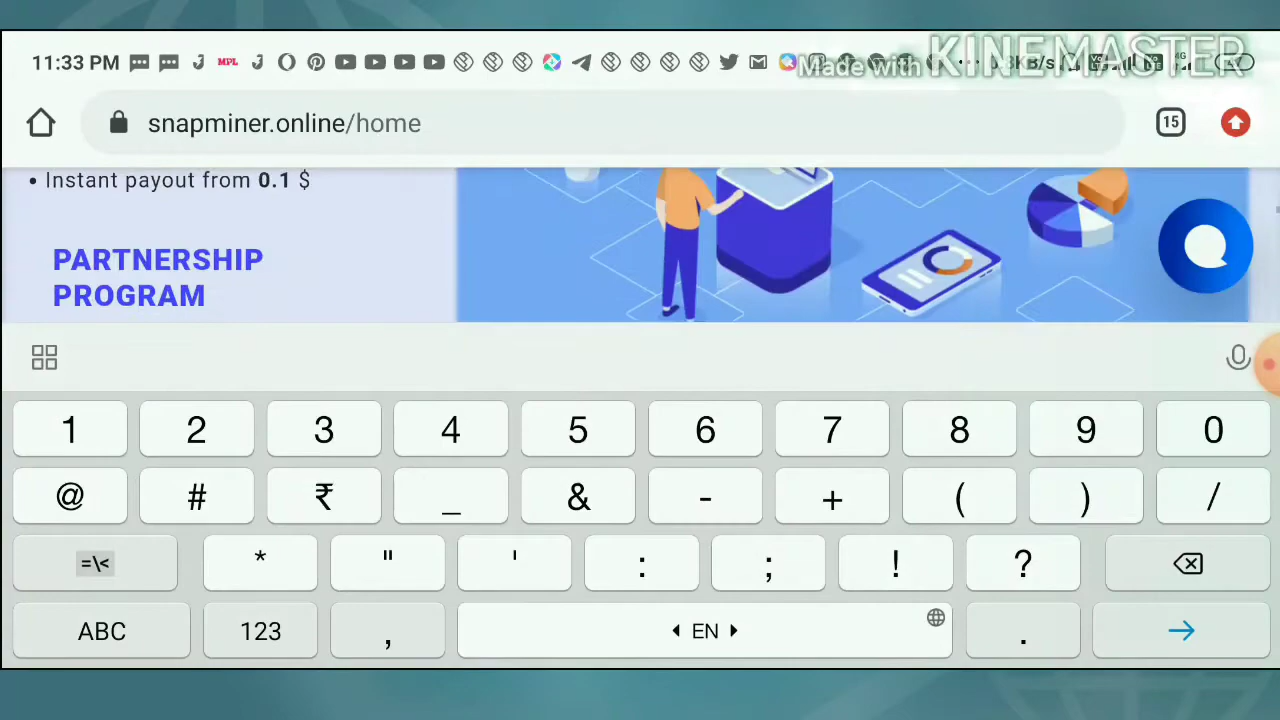 Made with KINEMASTER
11:33 PM MPL
15
snapminer.online/home
• Instant payout from 0.1 $
PARTNERSHIP
PROGRAM
1 2 3 4 5 6 7 8 9 0
@ # ₹ _ & - + ( ) /
=\< * " ' : ; ! ?
ABC 123 , EN .